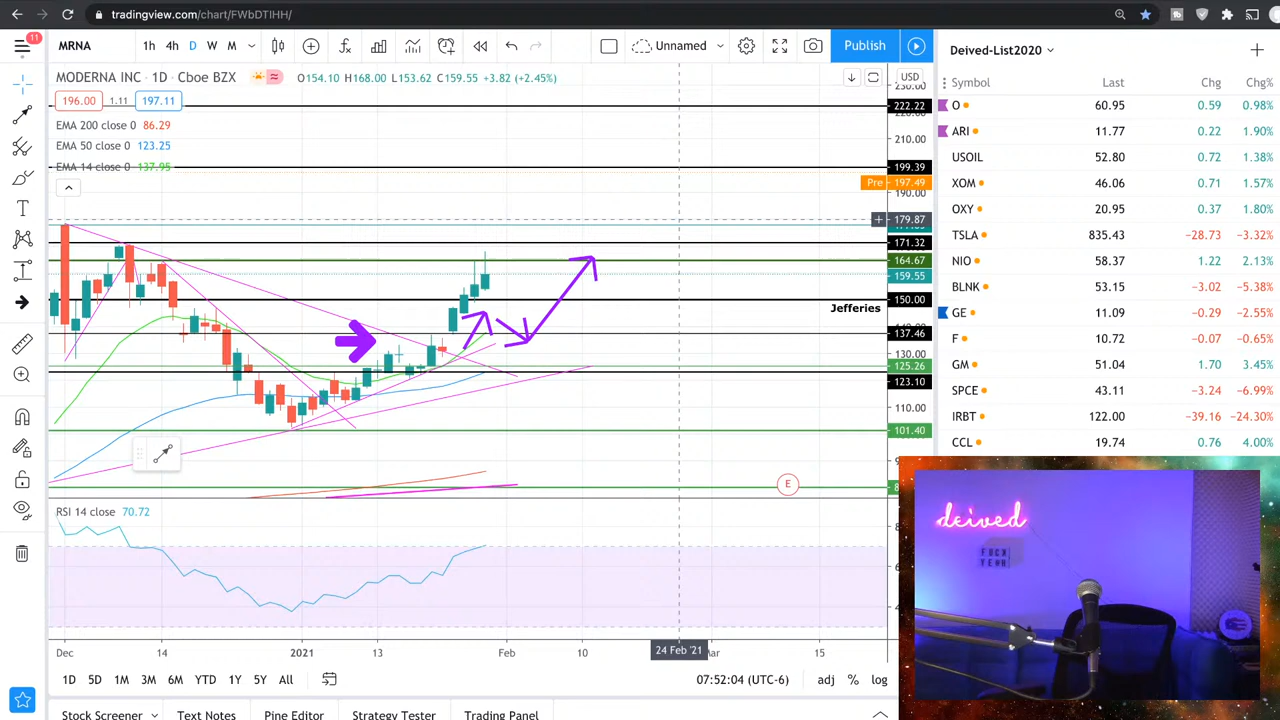 tradingview.com/chart/FWbDTIHH/
11
MRNA
1h 4h D W M
Unnamed
Publish
Deived-List2020
MODERNA INC · 1D · Cboe BZX
O154.10 H168.00 L153.62 C159.55 +3.82 (+2.45%)
USD
196.00 1.11 197.11
EMA 200 close 0 86.29
EMA 50 close 0 123.25
EMA 14 close 0 137.95
222.22
210.00
199.39
Pre 197.49
190.00
179.87
171.32
164.67
159.55
150.00
Jefferies
137.46
130.00
125.26
123.10
110.00
101.40
E
RSI 14 close 70.72
Dec 14 2021 13 Feb 10 24 Feb '21 Mar 15
1D 5D 1M 3M 6M YTD 1Y 5Y All
07:52:04 (UTC-6)
adj % log
Stock Screener Text Notes Pine Editor Strategy Tester Trading Panel
Symbol Last Chg Chg%
O 60.95 0.59 0.98%
ARI 11.77 0.22 1.90%
USOIL 52.80 0.72 1.38%
XOM 46.06 0.71 1.57%
OXY 20.95 0.37 1.80%
TSLA 835.43 -28.73 -3.32%
NIO 58.37 1.22 2.13%
BLNK 53.15 -3.02 -5.38%
GE 11.09 -0.29 -2.55%
F 10.72 -0.07 -0.65%
GM 51.04 1.70 3.45%
SPCE 43.11 -3.24 -6.99%
IRBT 122.00 -39.16 -24.30%
CCL 19.74 0.76 4.00%
deived
FUCK
YEAH